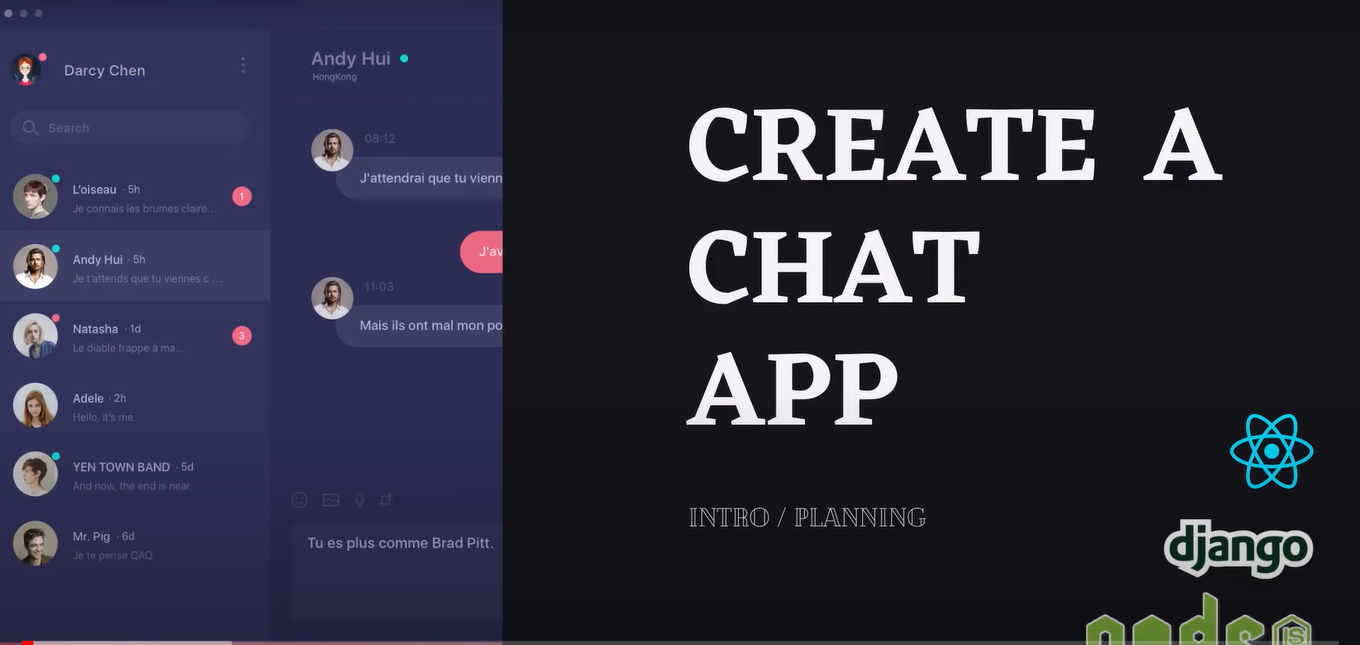 Darcy Chen
Search
L'oiseau · 5h
Je connais les brumes claire...
1
Andy Hui · 5h
Je t'attends que tu viennes c ...
Natasha · 1d
Le diable frappe à ma...
3
Adele · 2h
Hello, it's me.
YEN TOWN BAND · 5d
And now, the end is near.
Mr. Pig · 6d
Je te pense QAQ
Andy Hui
HongKong
08:12
J'attendrai que tu vienn
J'av
11:03
Mais ils ont mal mon po
Tu es plus comme Brad Pitt.
CREATE A
CHAT
APP
INTRO / PLANNING
django
node
JS